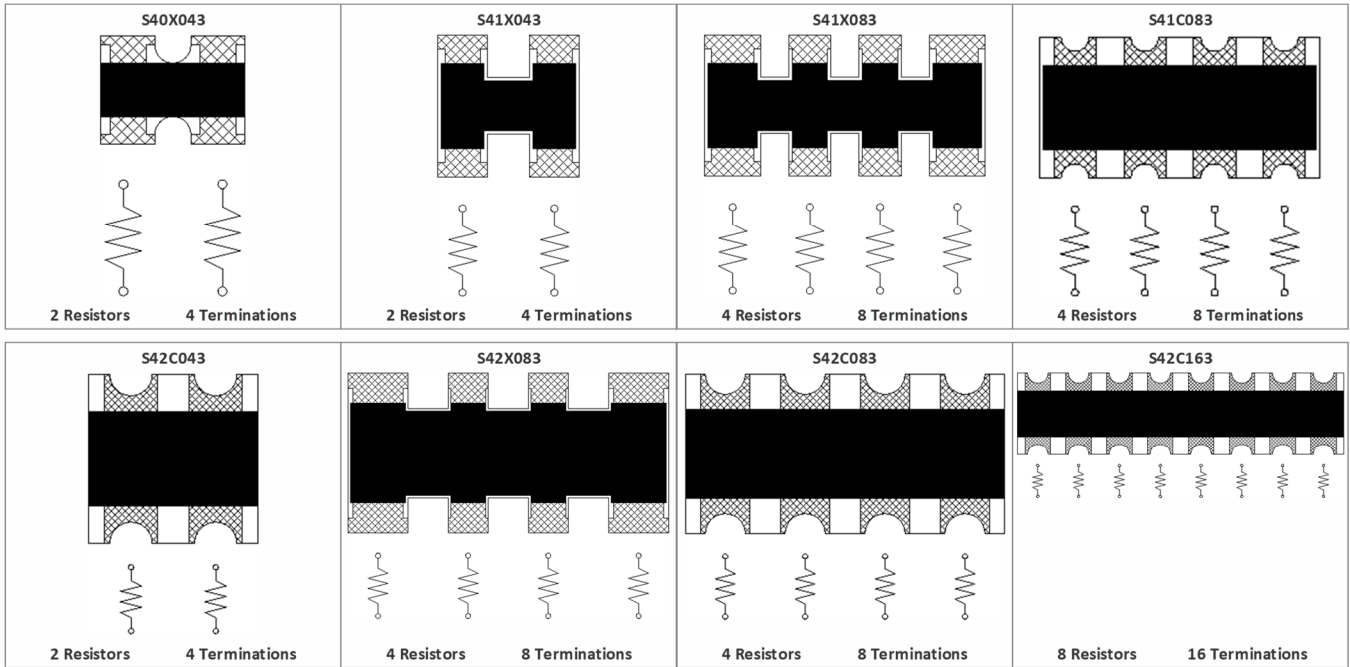 S40X043
2 Resistors 4 Terminations
S41X043
2 Resistors 4 Terminations
S41X083
4 Resistors 8 Terminations
S41C083
4 Resistors 8 Terminations
S42C043
2 Resistors 4 Terminations
S42X083
4 Resistors 8 Terminations
S42C083
4 Resistors 8 Terminations
S42C163
8 Resistors 16 Terminations